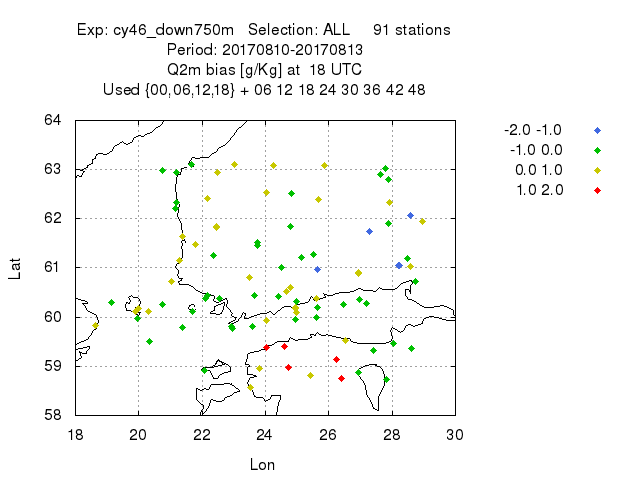 Exp: cy46_down750m Selection: ALL 91 stations
Period: 20170810-20170813
Q2m bias [g/Kg] at 18 UTC
Used {00,06,12,18} + 06 12 18 24 30 36 42 48
64
63
62
61
60
59
58
18 20 22 24 26 28 30
Lat
Lon
-2.0 -1.0
-1.0 0.0
0.0 1.0
1.0 2.0